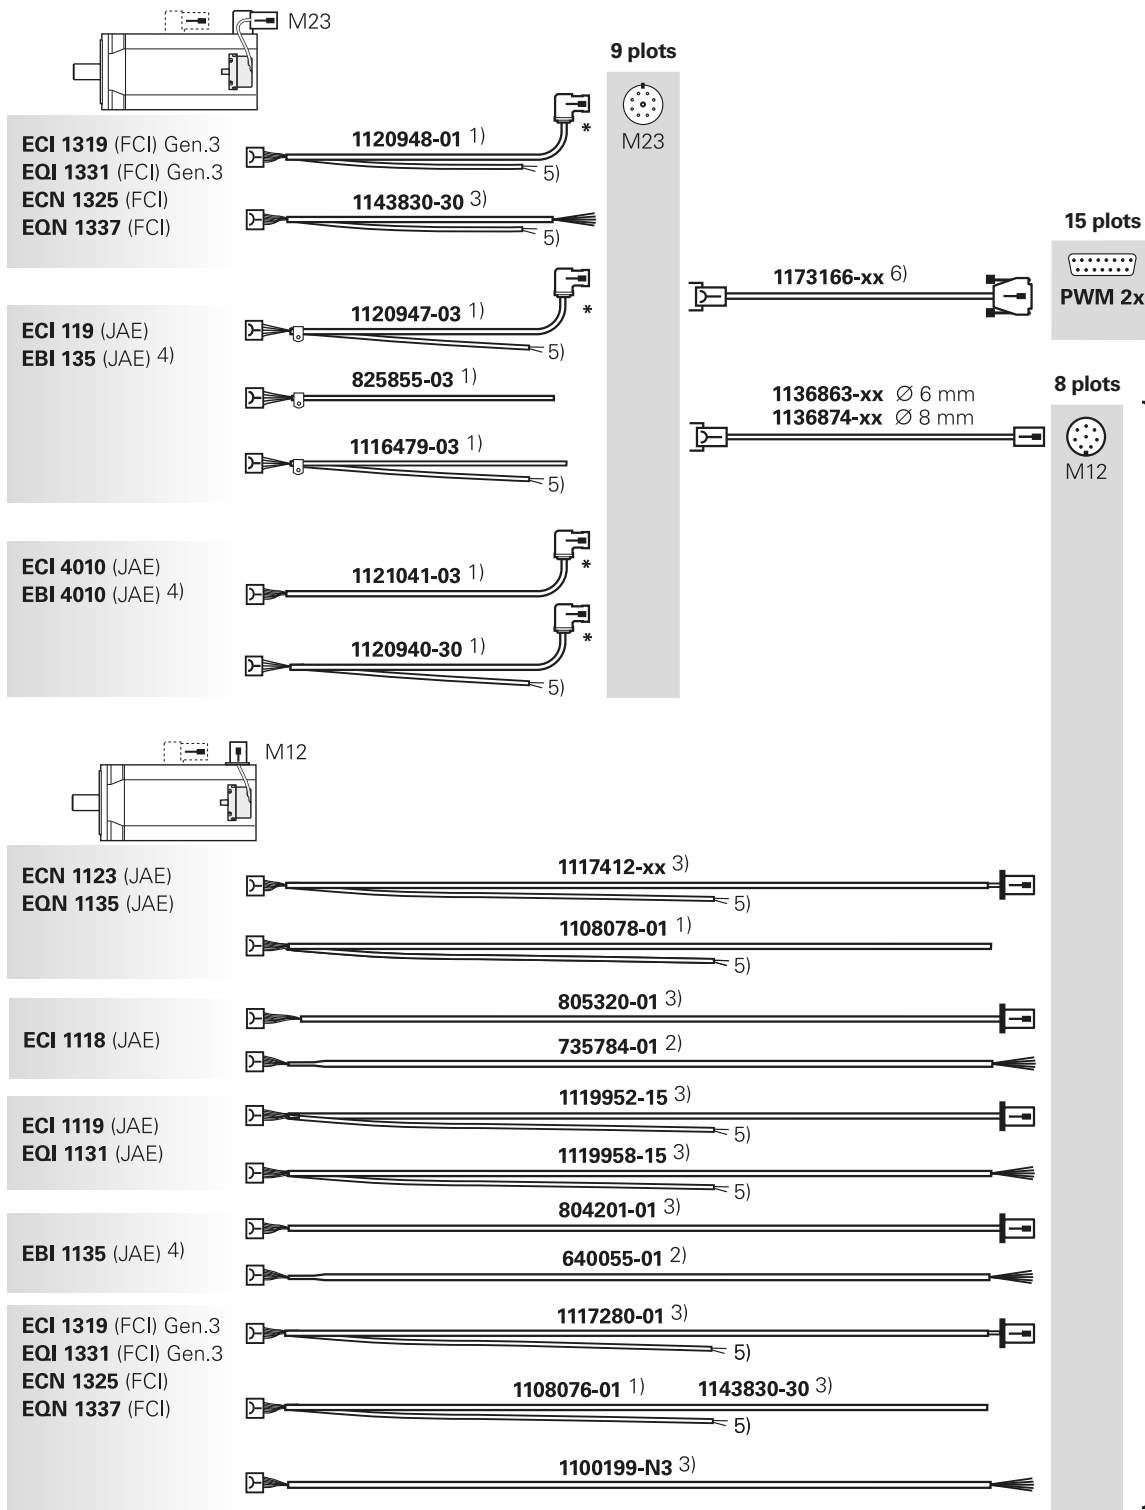 M23
9 plots
M23
ECI 1319 (FCI) Gen.3
EQI 1331 (FCI) Gen.3
ECN 1325 (FCI)
EQN 1337 (FCI)
1120948-01 1)
*
5)
1143830-30 3)
5)
15 plots
PWM 2x
1173166-xx 6)
ECI 119 (JAE)
EBI 135 (JAE) 4)
1120947-03 1)
*
5)
825855-03 1)
1116479-03 1)
5)
8 plots
M12
1136863-xx Ø 6 mm
1136874-xx Ø 8 mm
ECI 4010 (JAE)
EBI 4010 (JAE) 4)
1121041-03 1)
*
1120940-30 1)
*
5)
M12
ECN 1123 (JAE)
EQN 1135 (JAE)
1117412-xx 3)
5)
1108078-01 1)
5)
ECI 1118 (JAE)
805320-01 3)
735784-01 2)
ECI 1119 (JAE)
EQI 1131 (JAE)
1119952-15 3)
5)
1119958-15 3)
5)
EBI 1135 (JAE) 4)
804201-01 3)
640055-01 2)
ECI 1319 (FCI) Gen.3
EQI 1331 (FCI) Gen.3
ECN 1325 (FCI)
EQN 1337 (FCI)
1117280-01 3)
5)
1108076-01 1) 1143830-30 3)
5)
1100199-N3 3)